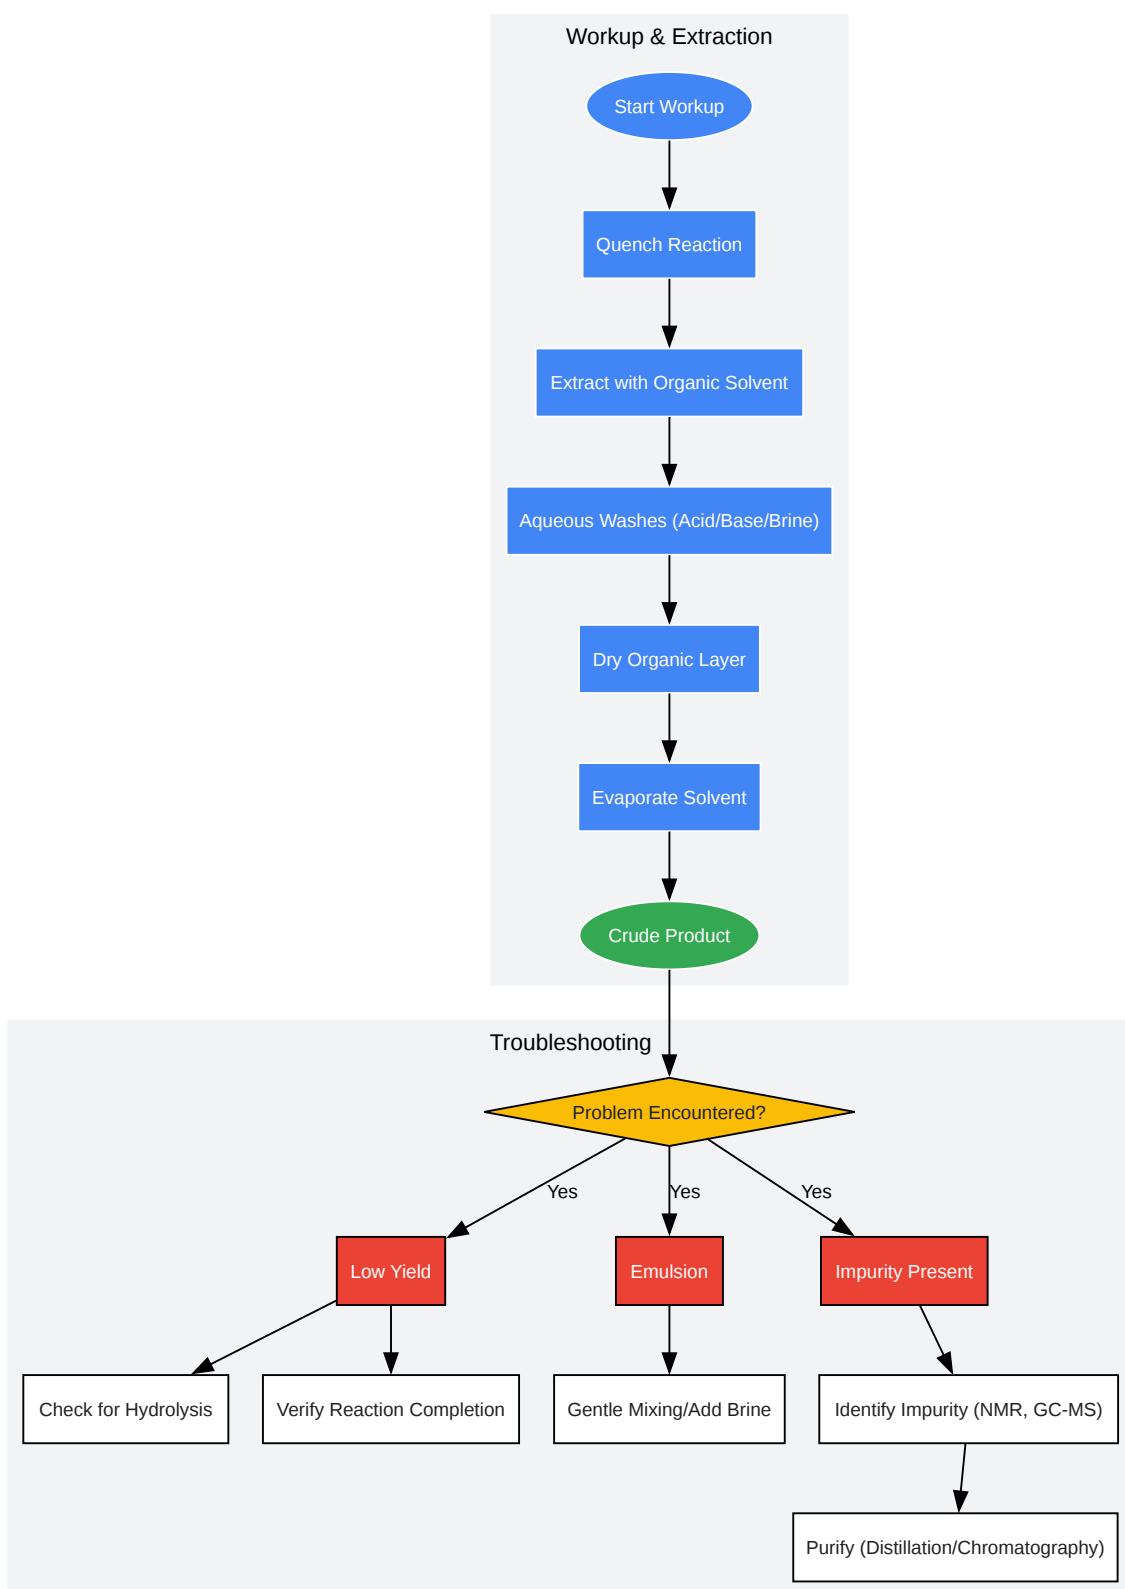 Workup & Extraction
Start Workup
Quench Reaction
Extract with Organic Solvent
Aqueous Washes (Acid/Base/Brine)
Dry Organic Layer
Evaporate Solvent
Crude Product
Troubleshooting
Problem Encountered?
Yes
Yes
Yes
Low Yield
Emulsion
Impurity Present
Check for Hydrolysis
Verify Reaction Completion
Gentle Mixing/Add Brine
Identify Impurity (NMR, GC-MS)
Purify (Distillation/Chromatography)